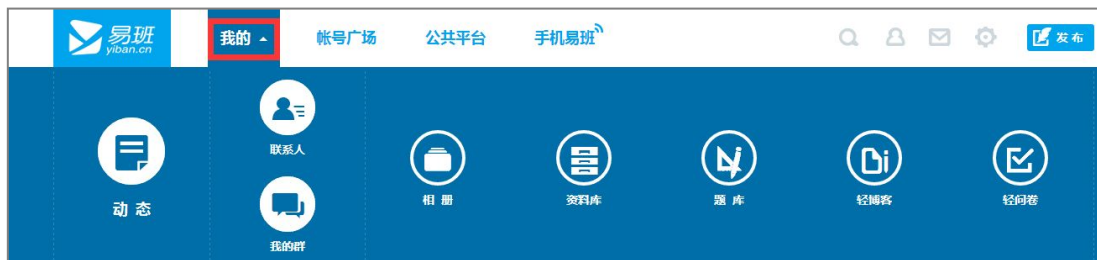 易班
yiban.cn
我的
帐号广场
公共平台
手机易班
发布
动态
联系人
我的群
相册
资料库
题库
轻博客
轻问卷